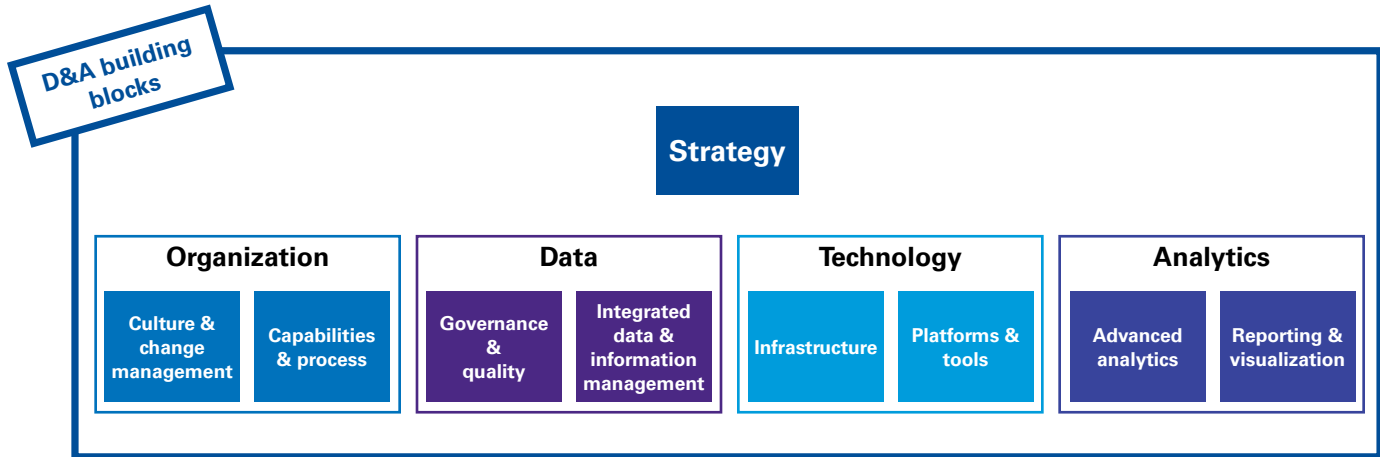 D&A building
blocks
Strategy
Organization
Culture &
change
management
Capabilities
& process
Data
Governance
&
quality
Integrated
data &
information
management
Technology
Infrastructure
Platforms &
tools
Analytics
Advanced
analytics
Reporting &
visualization